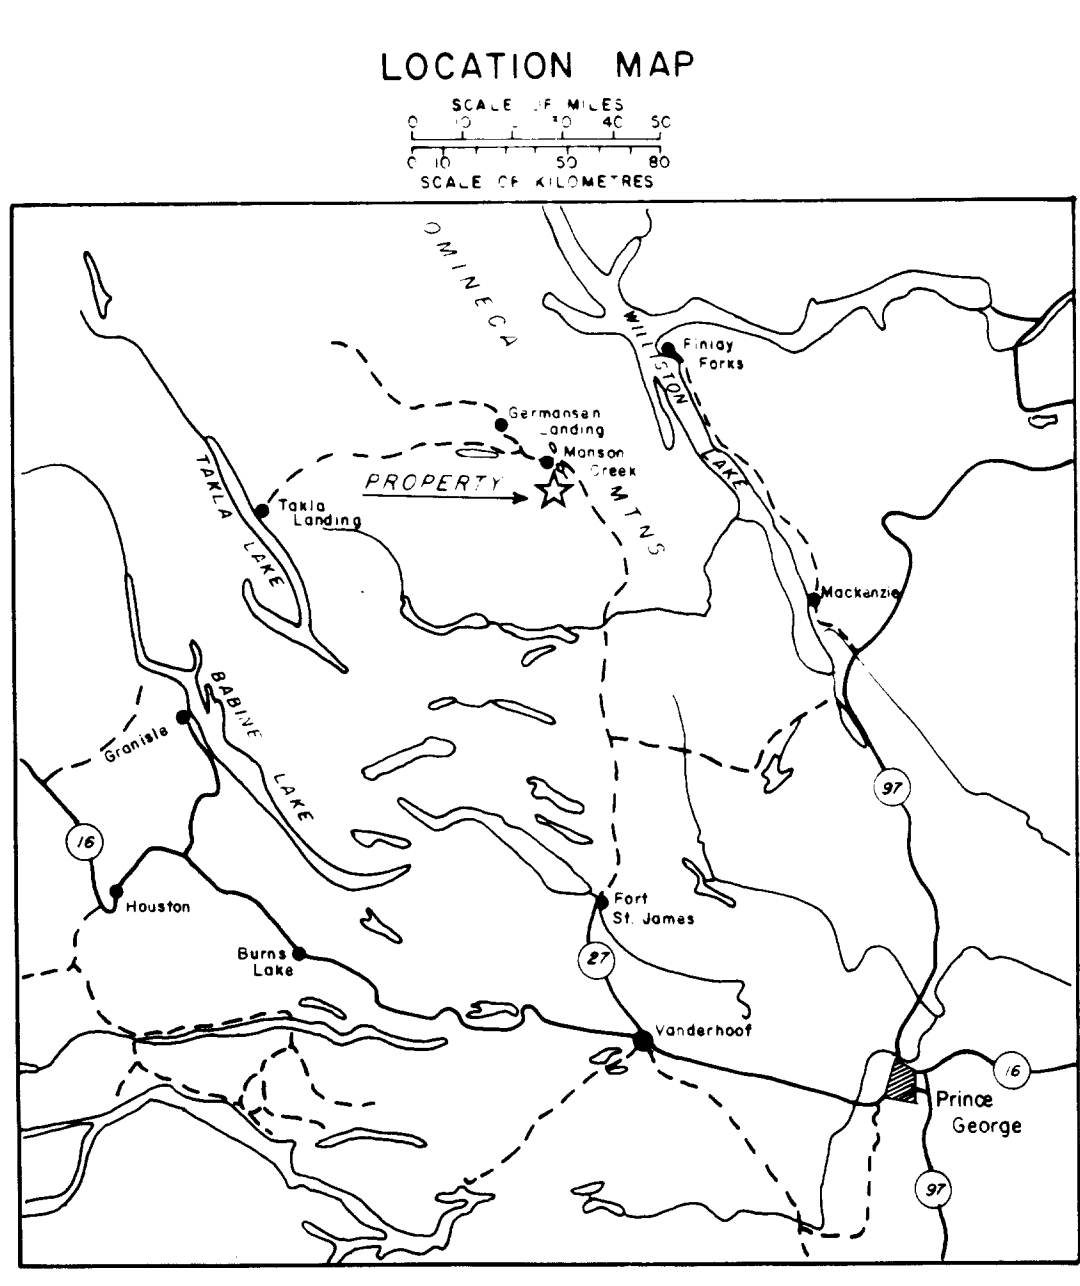 LOCATION MAP
SCALE OF MILES
0 10 30 40 50
0 10 50 80
SCALE OF KILOMETRES
OMINECA
WILLISTON
Finlay
Forks
Germansen
Landing
Manson
Creek
LAKE
PROPERTY
MTNS
TAKLA
Takla
Landing
LAKE
Mackenzie
BABINE
Granisle
LAKE
97
16
Houston
Fort
St. James
Burns
Lake
27
Vanderhoof
16
Prince
George
97